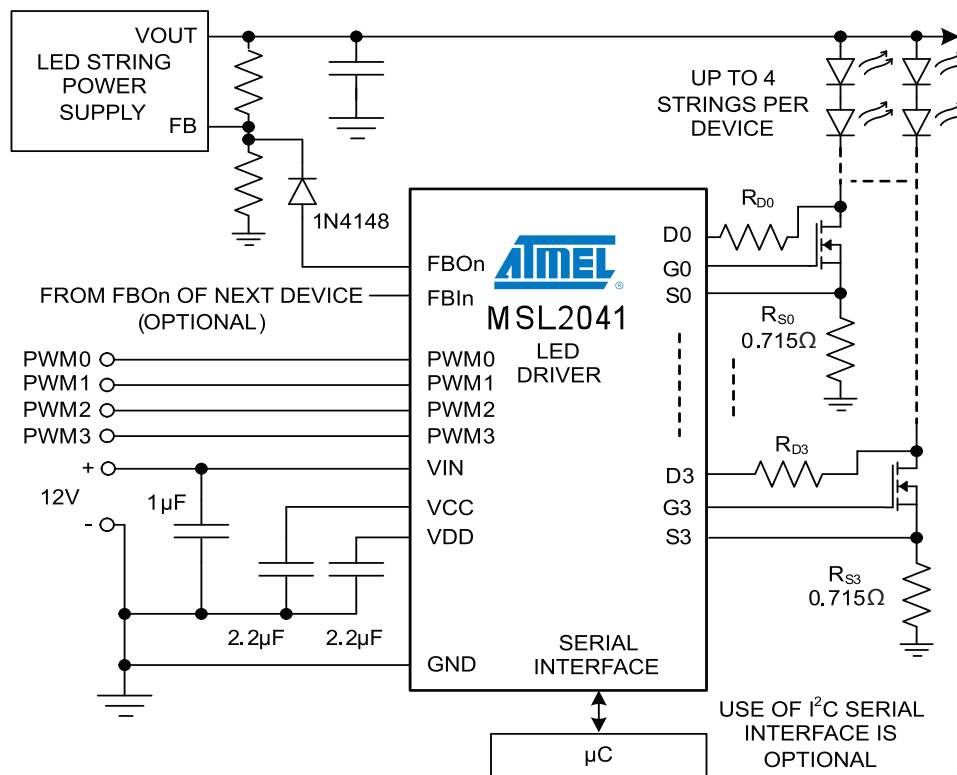 VOUT
LED STRING
POWER
SUPPLY
FB
UP TO 4
STRINGS PER
DEVICE
1N4148
FROM FBOn OF NEXT DEVICE
(OPTIONAL)
PWM0
PWM1
PWM2
PWM3
+
12V
-
1µF
2.2µF
2.2µF
FBOn
FBIn
PWM0
PWM1
PWM2
PWM3
VIN
VCC
VDD
GND
ATMEL
®
MSL2041
LED
DRIVER
D0
G0
S0
D3
G3
S3
SERIAL
INTERFACE
RD0
RS0
0.715Ω
RD3
RS3
0.715Ω
µC
USE OF I²C SERIAL
INTERFACE IS
OPTIONAL